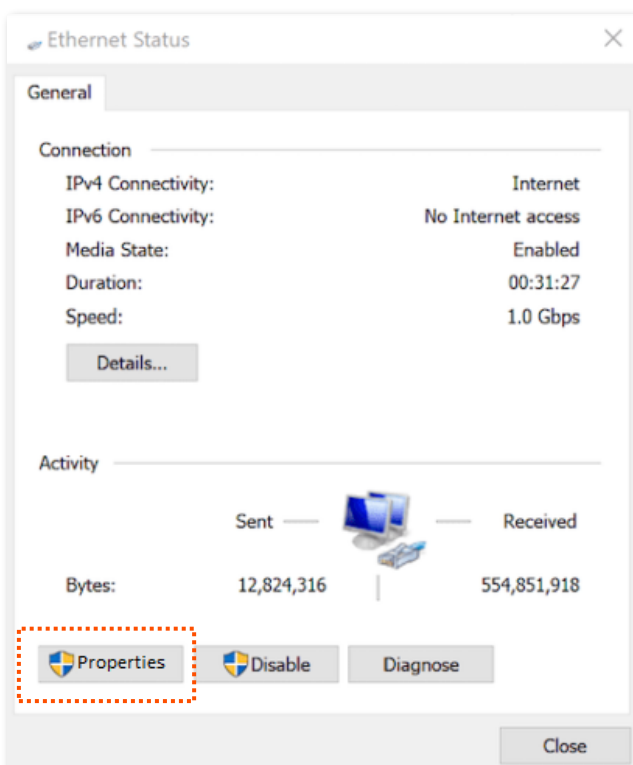 Ethernet Status
General
Connection
IPv4 Connectivity: Internet
IPv6 Connectivity: No Internet access
Media State: Enabled
Duration: 00:31:27
Speed: 1.0 Gbps
Details...
Activity
Sent Received
Bytes: 12,824,316 554,851,918
Properties Disable Diagnose
Close